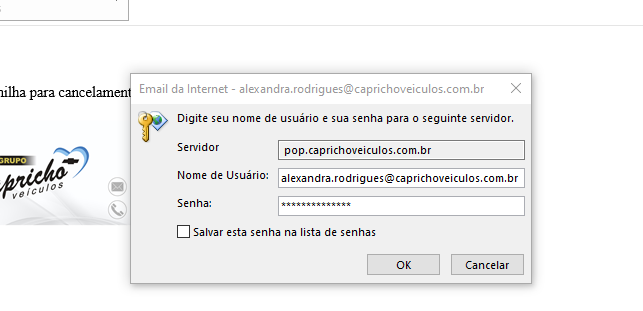 nilha para cancelament
Email da Internet - alexandra.rodrigues@caprichoveiculos.com.br
Digite seu nome de usuário e sua senha para o seguinte servidor.
Servidor
pop.caprichoveiculos.com.br
Nome de Usuário:
alexandra.rodrigues@caprichoveiculos.com.br
Senha:
**************
Salvar esta senha na lista de senhas
OK
Cancelar
GRUPO
apricho
veículos